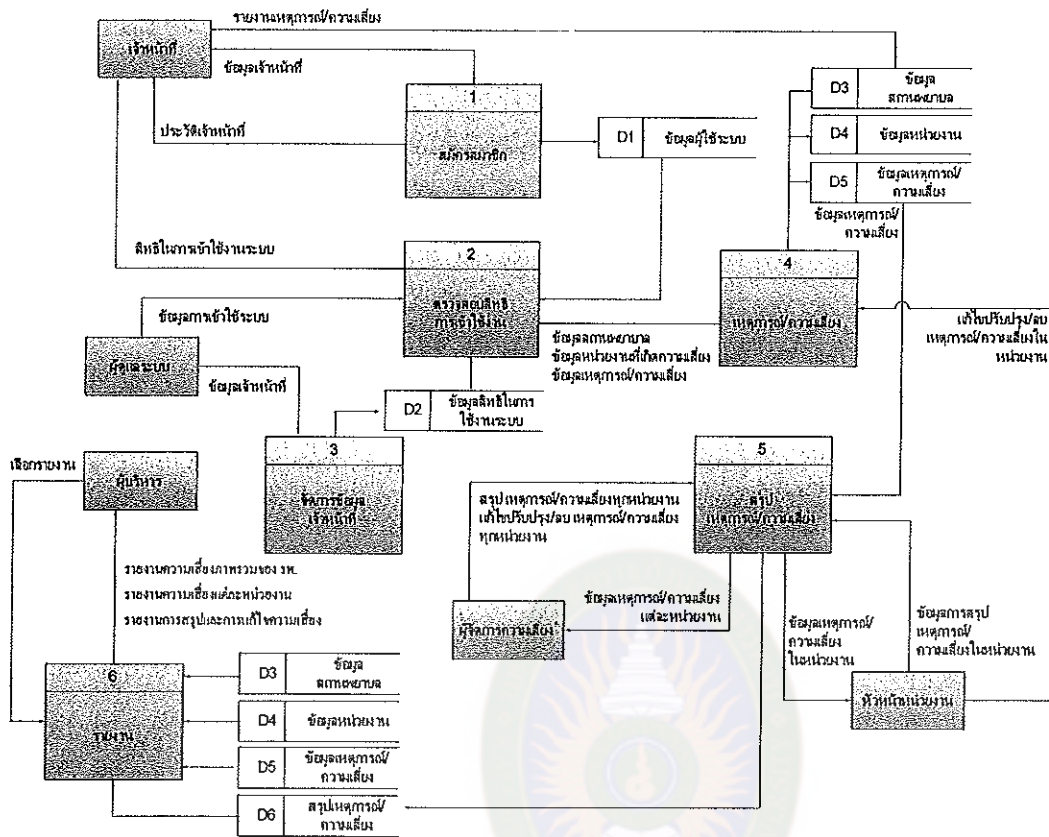 รายงานเหตุการณ์/ความเสี่ยง
เจ้าหน้าที่
ข้อมูลเจ้าหน้าที่
ประวัติเจ้าหน้าที่
1
สมัครสมาชิก
D1
ข้อมูลผู้ใช้ระบบ
D3
ข้อมูล
สถานพยาบาล
D4
ข้อมูลหน่วยงาน
D5
ข้อมูลเหตุการณ์/
ความเสี่ยง
ข้อมูลเหตุการณ์/
ความเสี่ยง
สิทธิในการเข้าใช้งานระบบ
2
ตรวจสอบสิทธิ
การเข้าใช้งาน
4
เหตุการณ์/ความเสี่ยง
ข้อมูลการเข้าใช้ระบบ
ผู้ดูแลระบบ
ข้อมูลเจ้าหน้าที่
ข้อมูลสถานพยาบาล
ข้อมูลหน่วยงานที่เกิดความเสี่ยง
ข้อมูลเหตุการณ์/ความเสี่ยง
แก้ไขปรับปรุง/ลบ
เหตุการณ์/ความเสี่ยงใน
หน่วยงาน
D2
ข้อมูลสิทธิในการ
ใช้งานระบบ
3
จัดการข้อมูล
เจ้าหน้าที่
เลือกรายงาน
ผู้บริหาร
5
สรุป
เหตุการณ์/ความเสี่ยง
สรุปเหตุการณ์/ความเสี่ยงทุกหน่วยงาน
แก้ไขปรับปรุง/ลบ เหตุการณ์/ความเสี่ยง
ทุกหน่วยงาน
รายงานความเสี่ยงภาพรวมของ รพ.
รายงานความเสี่ยงแต่ละหน่วยงาน
รายงานการสรุปและการแก้ไขความเสี่ยง
ผู้จัดการความเสี่ยง
ข้อมูลเหตุการณ์/ความเสี่ยง
แต่ละหน่วยงาน
ข้อมูลเหตุการณ์/
ความเสี่ยง
ในหน่วยงาน
ข้อมูลการสรุป
เหตุการณ์/
ความเสี่ยงในหน่วยงาน
หัวหน้าหน่วยงาน
6
รายงาน
D3
ข้อมูล
สถานพยาบาล
D4
ข้อมูลหน่วยงาน
D5
ข้อมูลเหตุการณ์/
ความเสี่ยง
D6
สรุปเหตุการณ์/
ความเสี่ยง